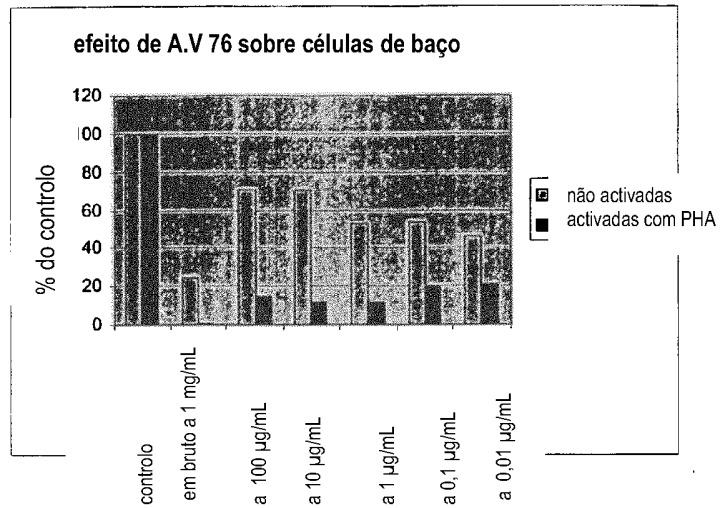 efeito de A.V 76 sobre células de baço
% do controlo
120
100
80
60
40
20
0
controlo
em bruto a 1 mg/mL
a 100 µg/mL
a 10 µg/mL
a 1 µg/mL
a 0,1 µg/mL
a 0,01 µg/mL
não activadas
activadas com PHA